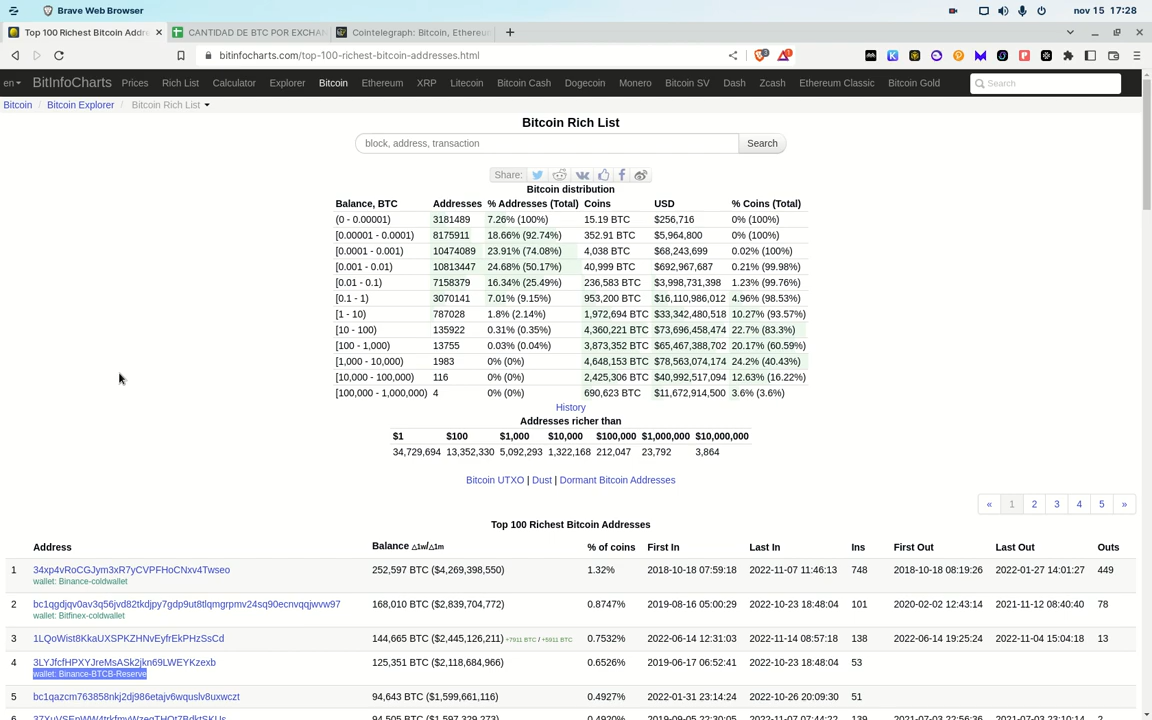 Brave Web Browser
nov 15 17:28
Top 100 Richest Bitcoin Addre
CANTIDAD DE BTC POR EXCHAN
Cointelegraph: Bitcoin, Ethereum
bitinfocharts.com/top-100-richest-bitcoin-addresses.html
en BitInfoCharts Prices Rich List Calculator Explorer Bitcoin Ethereum XRP Litecoin Bitcoin Cash Dogecoin Monero Bitcoin SV Dash Zcash Ethereum Classic Bitcoin Gold Search
Bitcoin / Bitcoin Explorer / Bitcoin Rich List
Bitcoin Rich List
block, address, transaction Search
Share:
Bitcoin distribution
Balance, BTC Addresses % Addresses (Total) Coins USD % Coins (Total)
(0 - 0.00001) 3181489 7.26% (100%) 15.19 BTC $256,716 0% (100%)
[0.00001 - 0.0001) 8175911 18.66% (92.74%) 352.91 BTC $5,964,800 0% (100%)
[0.0001 - 0.001) 10474089 23.91% (74.08%) 4,038 BTC $68,243,699 0.02% (100%)
[0.001 - 0.01) 10813447 24.68% (50.17%) 40,999 BTC $692,967,687 0.21% (99.98%)
[0.01 - 0.1) 7158379 16.34% (25.49%) 236,583 BTC $3,998,731,398 1.23% (99.76%)
[0.1 - 1) 3070141 7.01% (9.15%) 953,200 BTC $16,110,986,012 4.96% (98.53%)
[1 - 10) 787028 1.8% (2.14%) 1,972,694 BTC $33,342,480,518 10.27% (93.57%)
[10 - 100) 135922 0.31% (0.35%) 4,360,221 BTC $73,696,458,474 22.7% (83.3%)
[100 - 1,000) 13755 0.03% (0.04%) 3,873,352 BTC $65,467,388,702 20.17% (60.59%)
[1,000 - 10,000) 1983 0% (0%) 4,648,153 BTC $78,563,074,174 24.2% (40.43%)
[10,000 - 100,000) 116 0% (0%) 2,425,306 BTC $40,992,517,094 12.63% (16.22%)
[100,000 - 1,000,000) 4 0% (0%) 690,623 BTC $11,672,914,500 3.6% (3.6%)
History
Addresses richer than
$1 $100 $1,000 $10,000 $100,000 $1,000,000 $10,000,000
34,729,694 13,352,330 5,092,293 1,322,168 212,047 23,792 3,864
Bitcoin UTXO | Dust | Dormant Bitcoin Addresses
« 1 2 3 4 5 »
Top 100 Richest Bitcoin Addresses
Address Balance △1w/△1m % of coins First In Last In Ins First Out Last Out Outs
1 34xp4vRoCGJym3xR7yCVPFHoCNxv4Twseo 252,597 BTC ($4,269,398,550) 1.32% 2018-10-18 07:59:18 2022-11-07 11:46:13 748 2018-10-18 08:19:26 2022-01-27 14:01:27 449
wallet: Binance-coldwallet
2 bc1qgdjqv0av3q56jvd82tkdjpy7gdp9ut8tlqmgrpmv24sq90ecnvqqjwvw97 168,010 BTC ($2,839,704,772) 0.8747% 2019-08-16 05:00:29 2022-10-23 18:48:04 101 2020-02-02 12:43:14 2021-11-12 08:40:40 78
wallet: Bitfinex-coldwallet
3 1LQoWist8KkaUXSPKZHNvEyfrEkPHzSsCd 144,665 BTC ($2,445,126,211) +7911 BTC / +5911 BTC 0.7532% 2022-06-14 12:31:03 2022-11-14 08:57:18 138 2022-06-14 19:25:24 2022-11-04 15:04:18 13
4 3LYJfcfHPXYJreMsASk2jkn69LWEYKzexb 125,351 BTC ($2,118,684,966) 0.6526% 2019-06-17 06:52:41 2022-10-23 18:48:04 53
wallet: Binance-BTCB-Reserve
5 bc1qazcm763858nkj2dj986etajv6wquslv8uxwczt 94,643 BTC ($1,599,661,116) 0.4927% 2022-01-31 23:14:24 2022-10-26 20:09:30 51